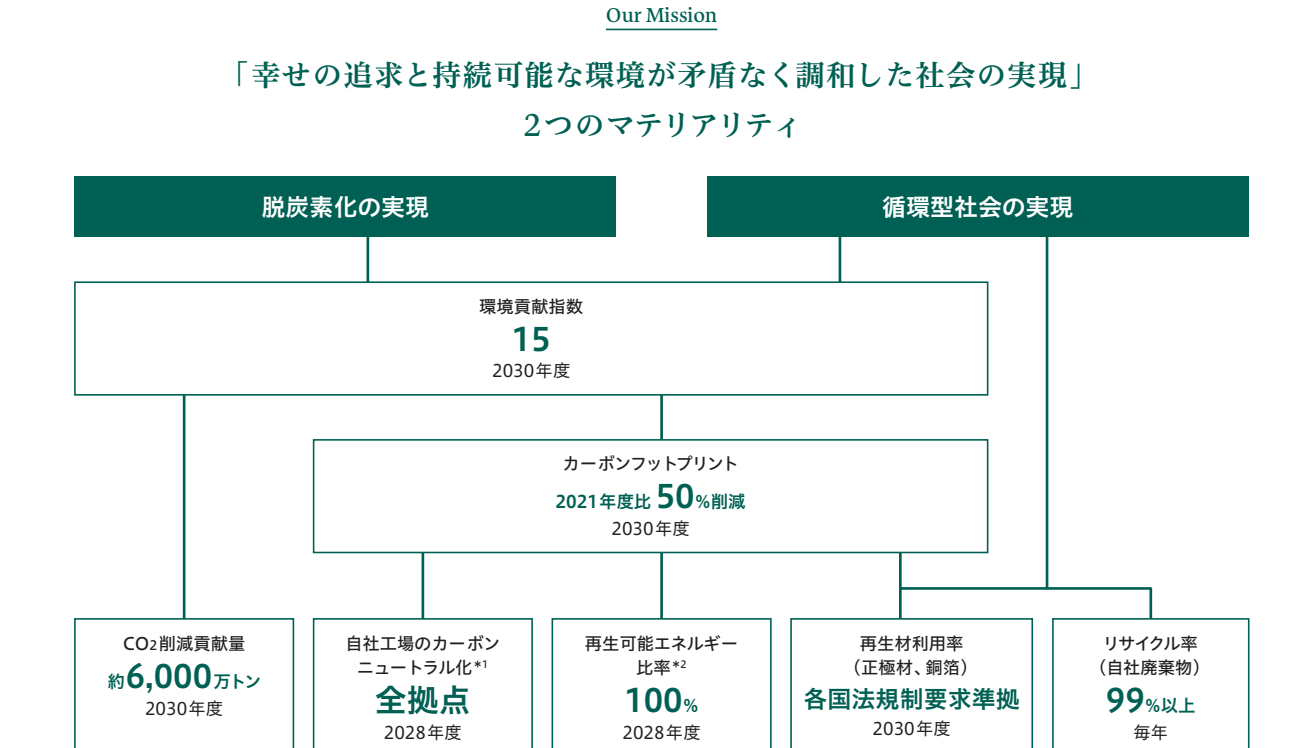 Our Mission
「幸せの追求と持続可能な環境が矛盾なく調和した社会の実現」
2つのマテリアリティ
脱炭素化の実現
循環型社会の実現
環境貢献指数
15
2030年度
カーボンフットプリント
2021年度比 50%削減
2030年度
CO2削減貢献量
約6,000万トン
2030年度
自社工場のカーボン
ニュートラル化*1
全拠点
2028年度
再生可能エネルギー
比率*2
100%
2028年度
再生材利用率
(正極材、銅箔)
各国法規制要求準拠
2030年度
リサイクル率
(自社廃棄物)
99%以上
毎年